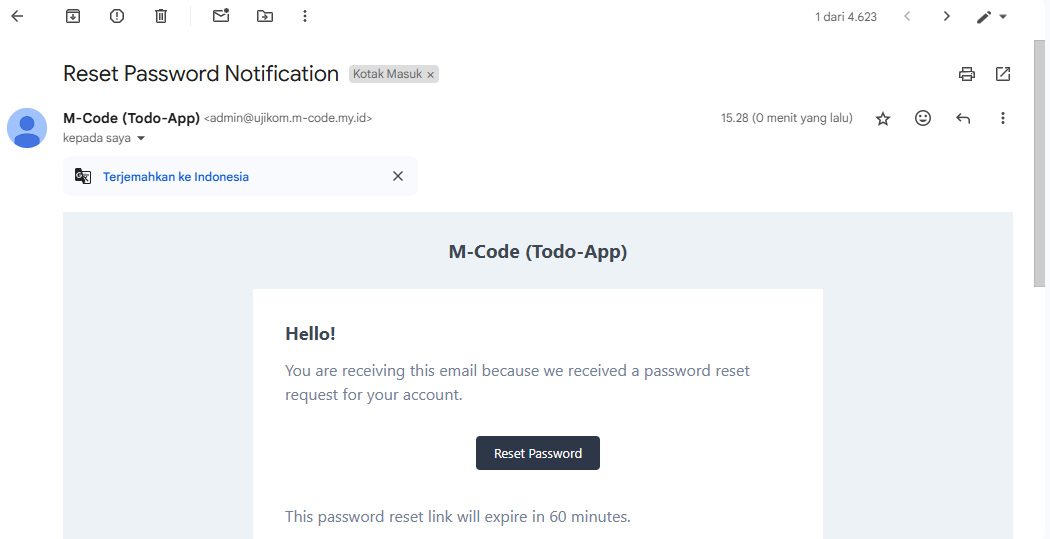 1 dari 4.623
Reset Password Notification Kotak Masuk ×
M-Code (Todo-App) <admin@ujikom.m-code.my.id> 15.28 (0 menit yang lalu)
kepada saya
Terjemahkan ke Indonesia
M-Code (Todo-App)
Hello!
You are receiving this email because we received a password reset
request for your account.
Reset Password
This password reset link will expire in 60 minutes.